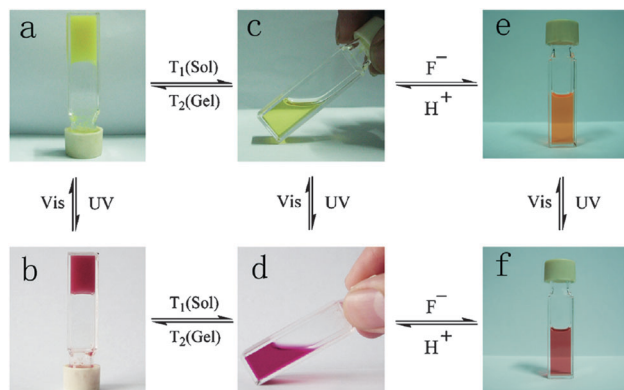 a
c
e
T₁(Sol)
T₂(Gel)
F⁻
H⁺
Vis
UV
Vis
UV
Vis
UV
b
d
f
T₁(Sol)
T₂(Gel)
F⁻
H⁺